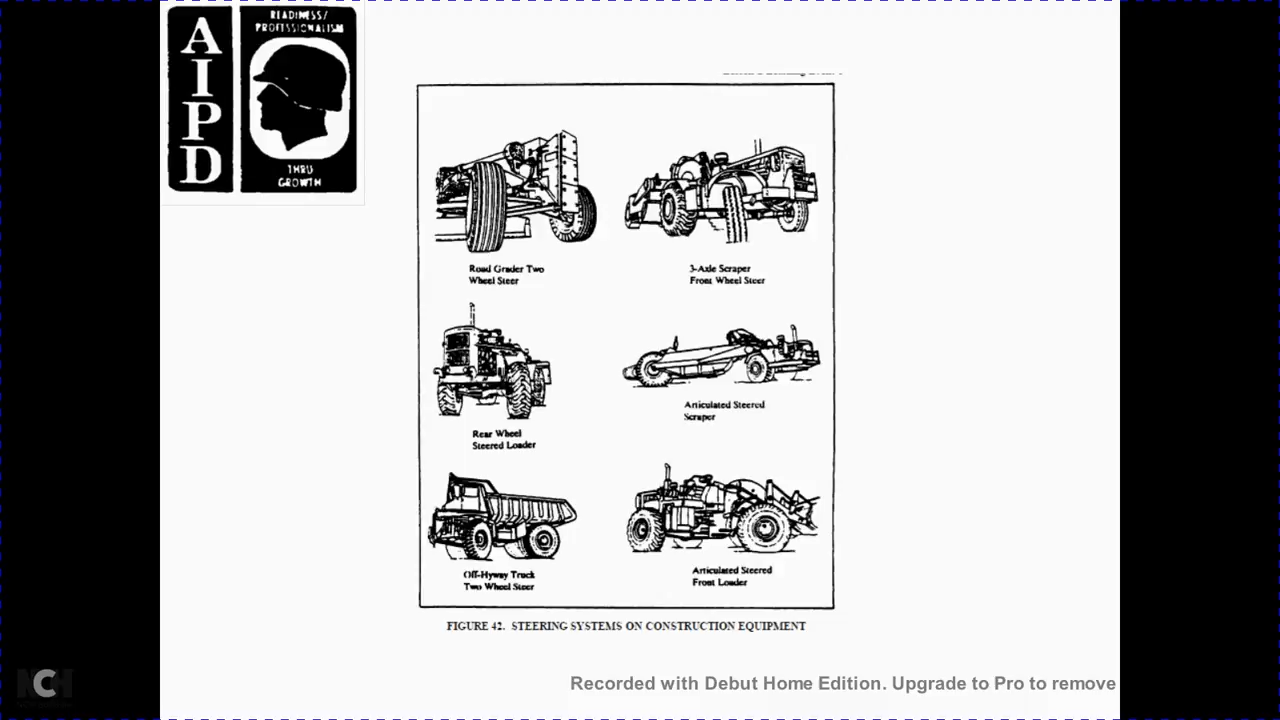 AIPD
READINESS/
PROFESSIONALISM
THRU
GROWTH
Road Grader Two
Wheel Steer
3-Axle Scraper
Front Wheel Steer
Rear Wheel
Steered Loader
Articulated Steered
Scraper
Off-Hyway Truck
Two Wheel Steer
Articulated Steered
Front Loader
FIGURE 42. STEERING SYSTEMS ON CONSTRUCTION EQUIPMENT
NCH
Recorded with Debut Home Edition. Upgrade to Pro to remove